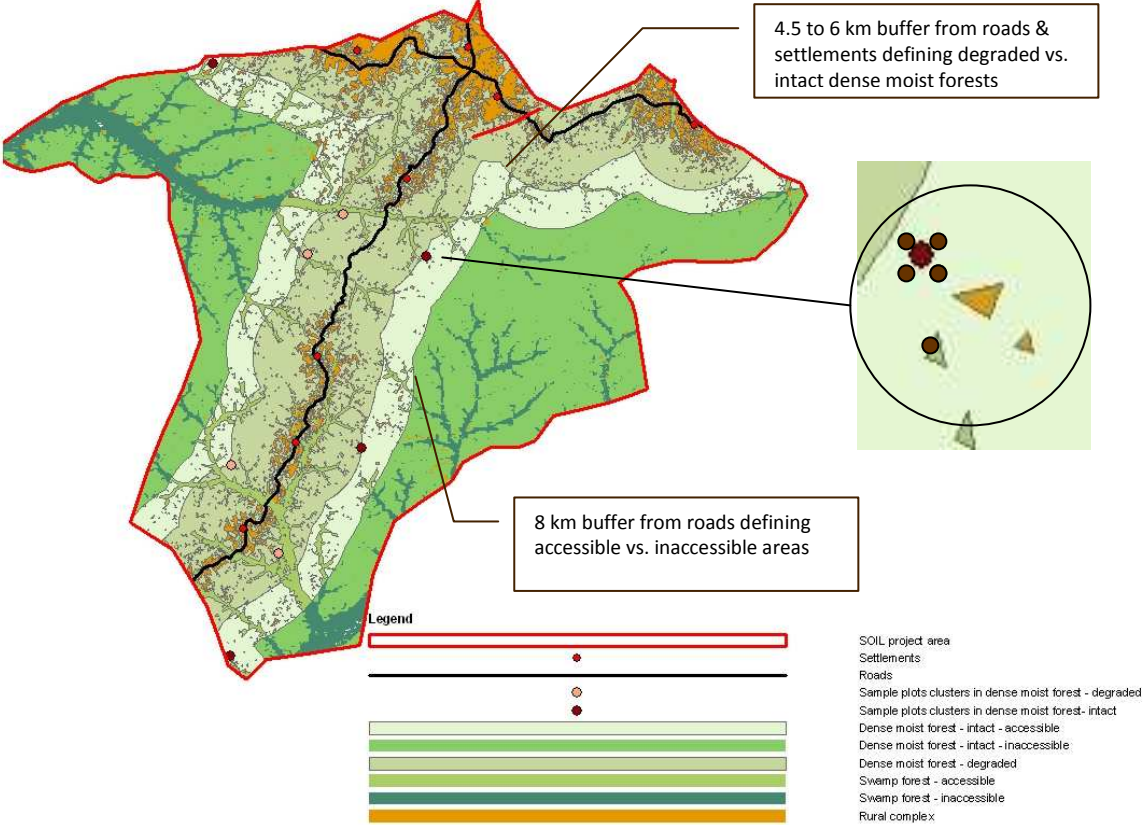 4.5 to 6 km buffer from roads &
settlements defining degraded vs.
intact dense moist forests
8 km buffer from roads defining
accessible vs. inaccessible areas
Legend
SOIL project area
Settlements
Roads
Sample plots clusters in dense moist forest - degraded
Sample plots clusters in dense moist forest- intact
Dense moist forest - intact - accessible
Dense moist forest - intact - inaccessible
Dense moist forest - degraded
Swamp forest - accessible
Swamp forest - inaccessible
Rural complex